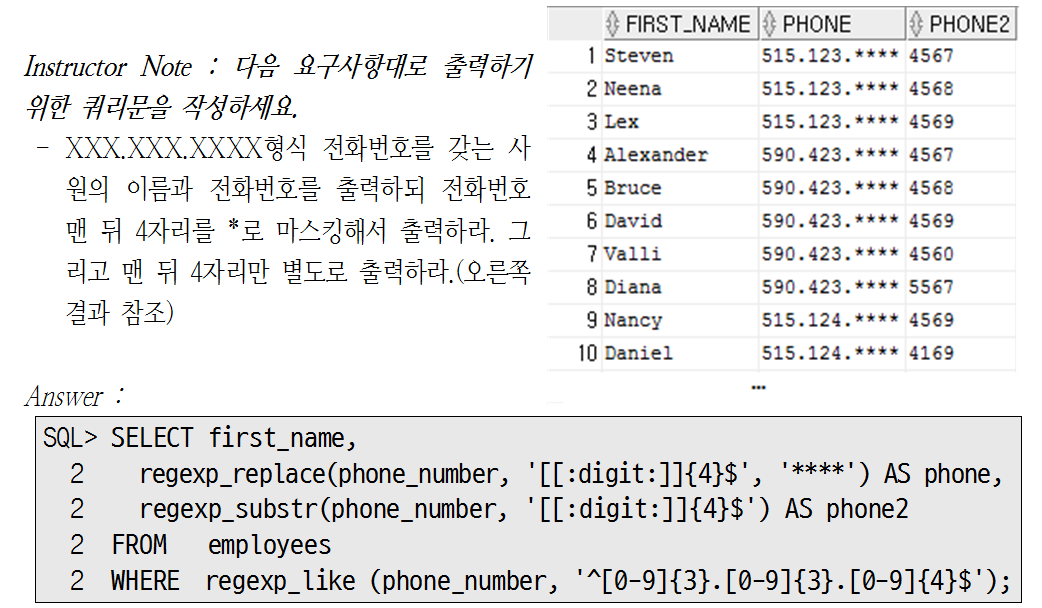 Instructor Note : 다음 요구사항대로 출력하기
위한 쿼리문을 작성하세요.
- XXX.XXX.XXXX형식 전화번호를 갖는 사
원의 이름과 전화번호를 출력하되 전화번호
맨 뒤 4자리를 *로 마스킹해서 출력하라. 그
리고 맨 뒤 4자리만 별도로 출력하라.(오른쪽
결과 참조)
FIRST_NAME PHONE PHONE2
1 Steven 515.123.**** 4567
2 Neena 515.123.**** 4568
3 Lex 515.123.**** 4569
4 Alexander 590.423.**** 4567
5 Bruce 590.423.**** 4568
6 David 590.423.**** 4569
7 Valli 590.423.**** 4560
8 Diana 590.423.**** 5567
9 Nancy 515.124.**** 4569
10 Daniel 515.124.**** 4169
...
Answer :
SQL> SELECT first_name,
2 regexp_replace(phone_number, '[[:digit:]]{4}$', '****') AS phone,
2 regexp_substr(phone_number, '[[:digit:]]{4}$') AS phone2
2 FROM employees
2 WHERE regexp_like (phone_number, '^[0-9]{3}.[0-9]{3}.[0-9]{4}$');